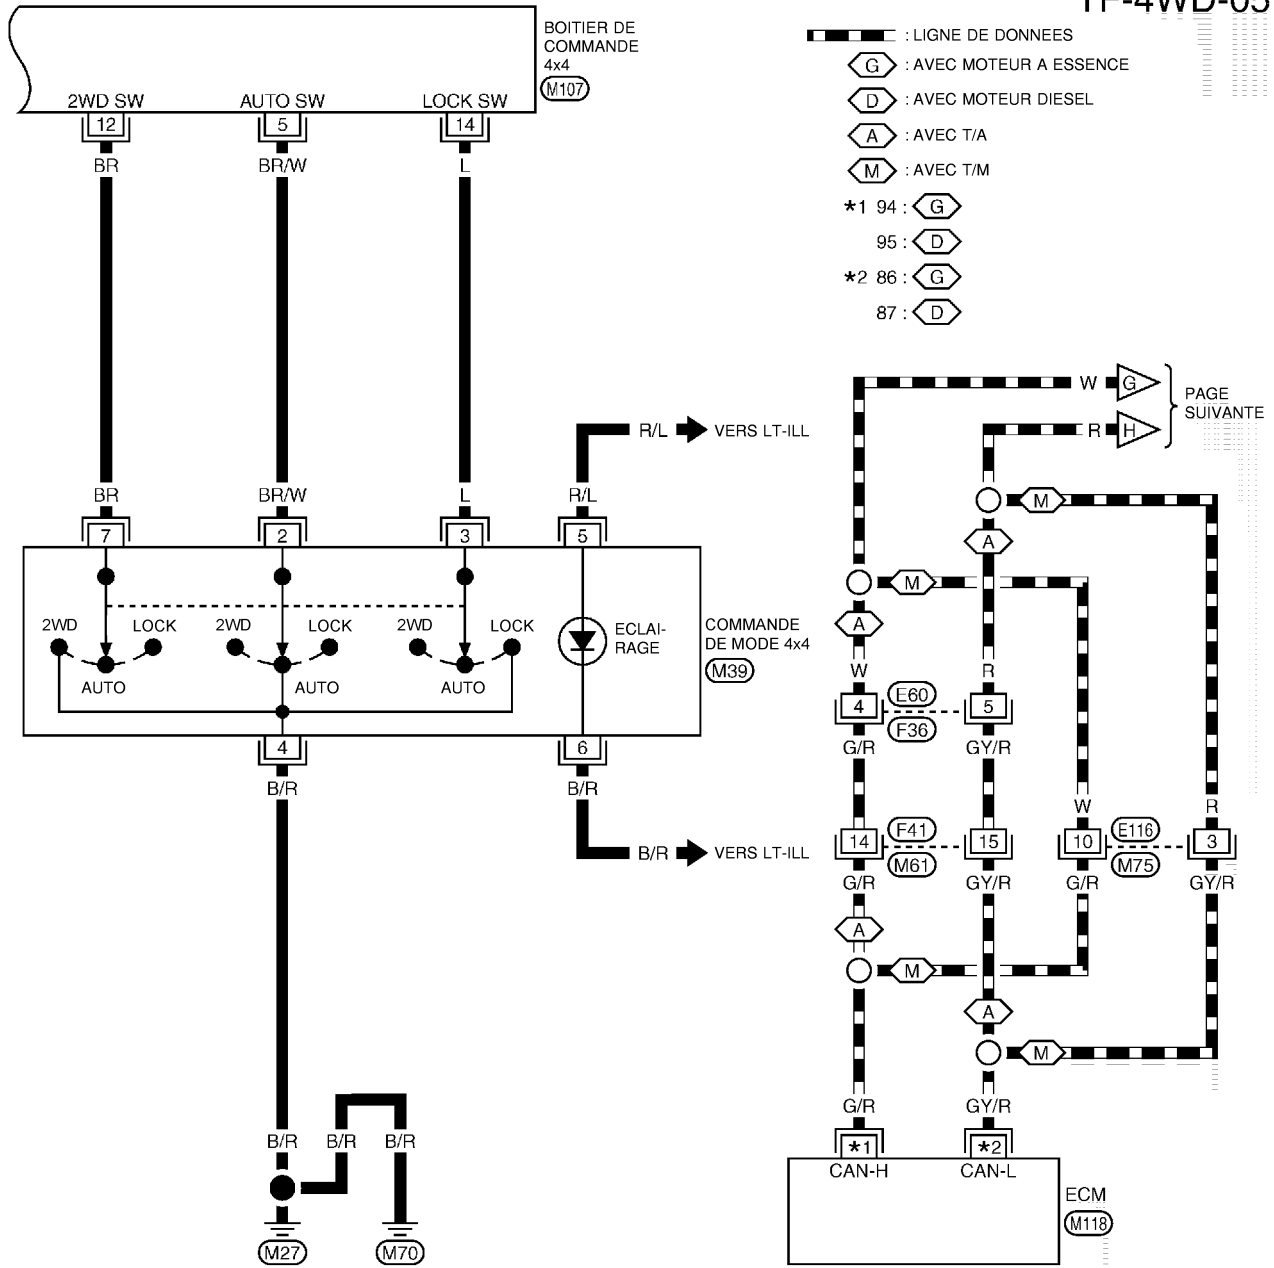 TF-4WD-05
BOITIER DE
COMMANDE
4x4
M107
2WD SW
AUTO SW
LOCK SW
12
5
14
BR
BR/W
L
: LIGNE DE DONNEES
G : AVEC MOTEUR A ESSENCE
D : AVEC MOTEUR DIESEL
A : AVEC T/A
M : AVEC T/M
*1 94 : G
95 : D
*2 86 : G
87 : D
W G
R H
PAGE
SUIVANTE
R/L VERS LT-ILL
BR
BR/W
L
R/L
7
2
3
5
2WD
LOCK
AUTO
2WD
LOCK
AUTO
2WD
LOCK
AUTO
ECLAI-
RAGE
COMMANDE
DE MODE 4x4
M39
4
6
B/R
B/R
B/R VERS LT-ILL
B/R
B/R
B/R
M27
M70
M
A
M
A
W
R
4
E60
F36
5
G/R
GY/R
W
R
14
F41
M61
15
10
E116
M75
3
G/R
GY/R
G/R
GY/R
A
M
A
M
G/R
GY/R
*1
*2
CAN-H
CAN-L
ECM
M118